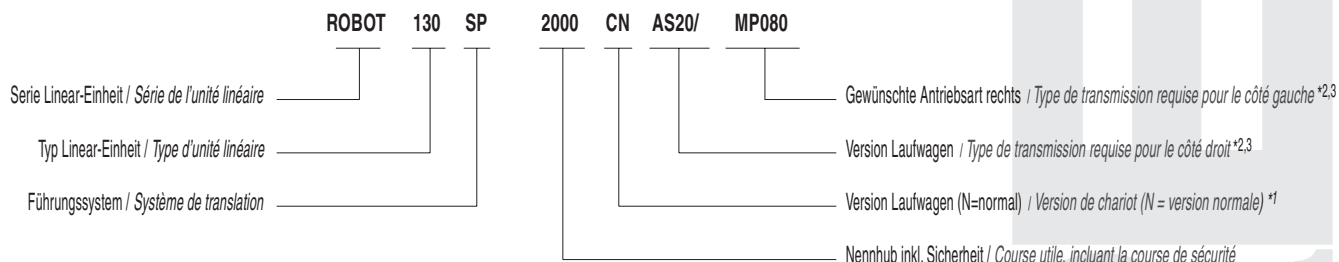 ROBOT 130 SP 2000 CN AS20/ MP080
Serie Linear-Einheit / Série de l'unité linéaire
Gewünschte Antriebsart rechts / Type de transmission requise pour le côté gauche *2,3
Typ Linear-Einheit / Type d'unité linéaire
Version Laufwagen / Type de transmission requise pour le côté droit *2,3
Führungssystem / Système de translation
Version Laufwagen (N=normal) / Version de chariot (N = version normale) *1
Nennhub inkl. Sicherheit / Course utile, incluant la course de sécurité